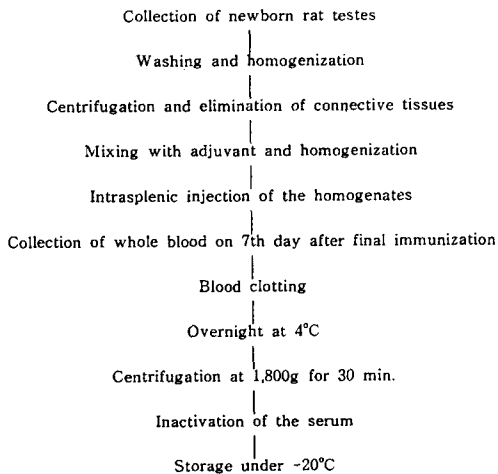 Collection of newborn rat testes
Washing and homogenization
Centrifugation and elimination of connective tissues
Mixing with adjuvant and homogenization
Intrasplenic injection of the homogenates
Collection of whole blood on 7th day after final immunization
Blood clotting
Overnight at 4°C
Centrifugation at 1,800g for 30 min.
Inactivation of the serum
Storage under -20°C